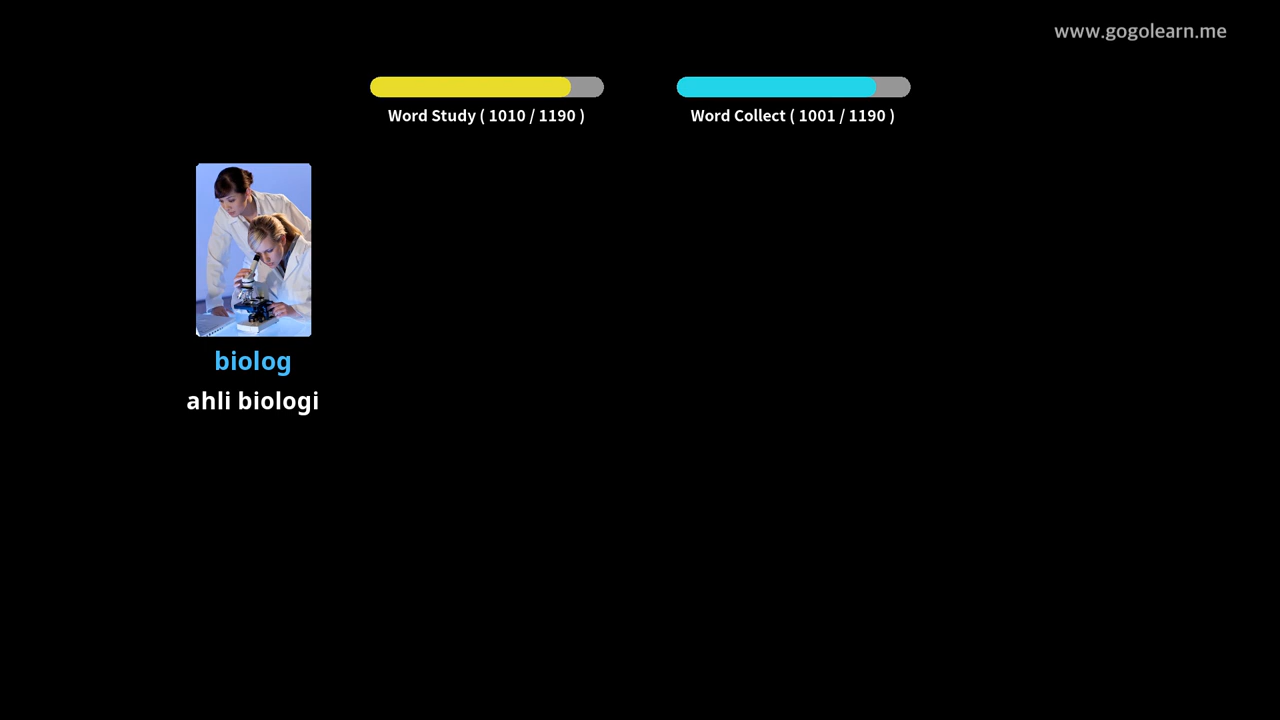 www.gogolearn.me
Word Study ( 1010 / 1190 )
Word Collect ( 1001 / 1190 )
biolog
ahli biologi